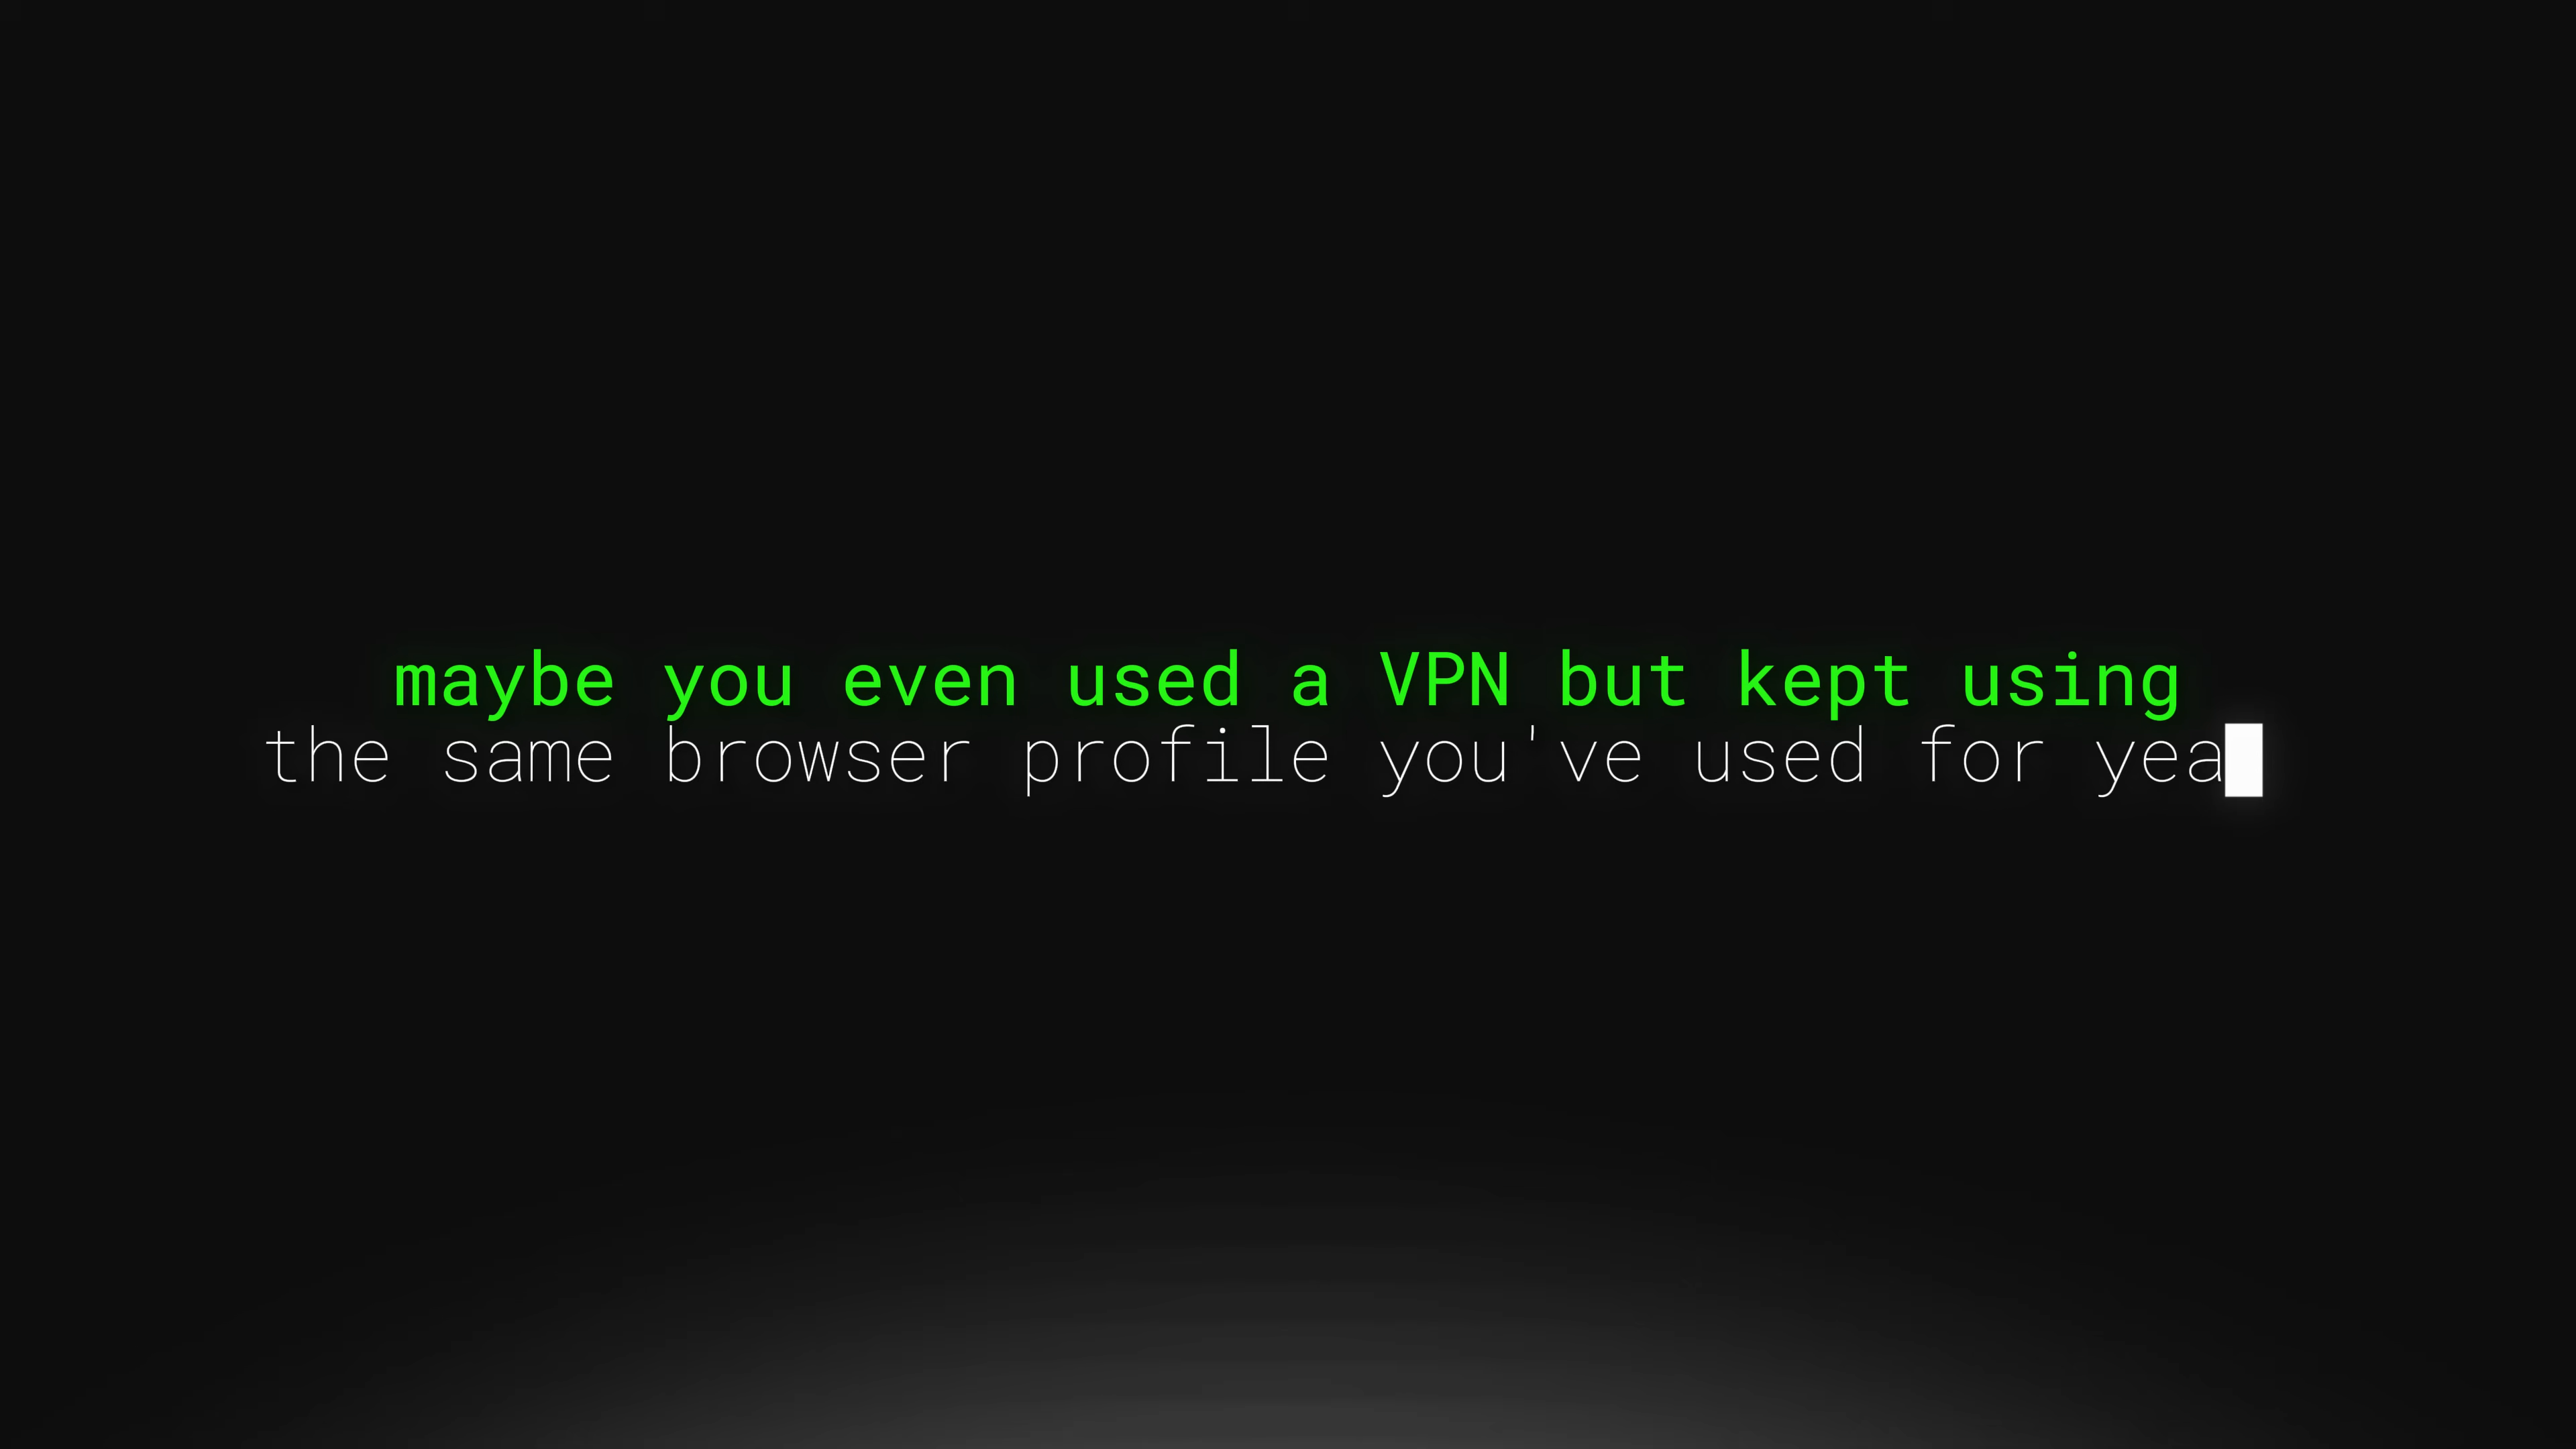 maybe you even used a VPN but kept using
the same browser profile you've used for yea